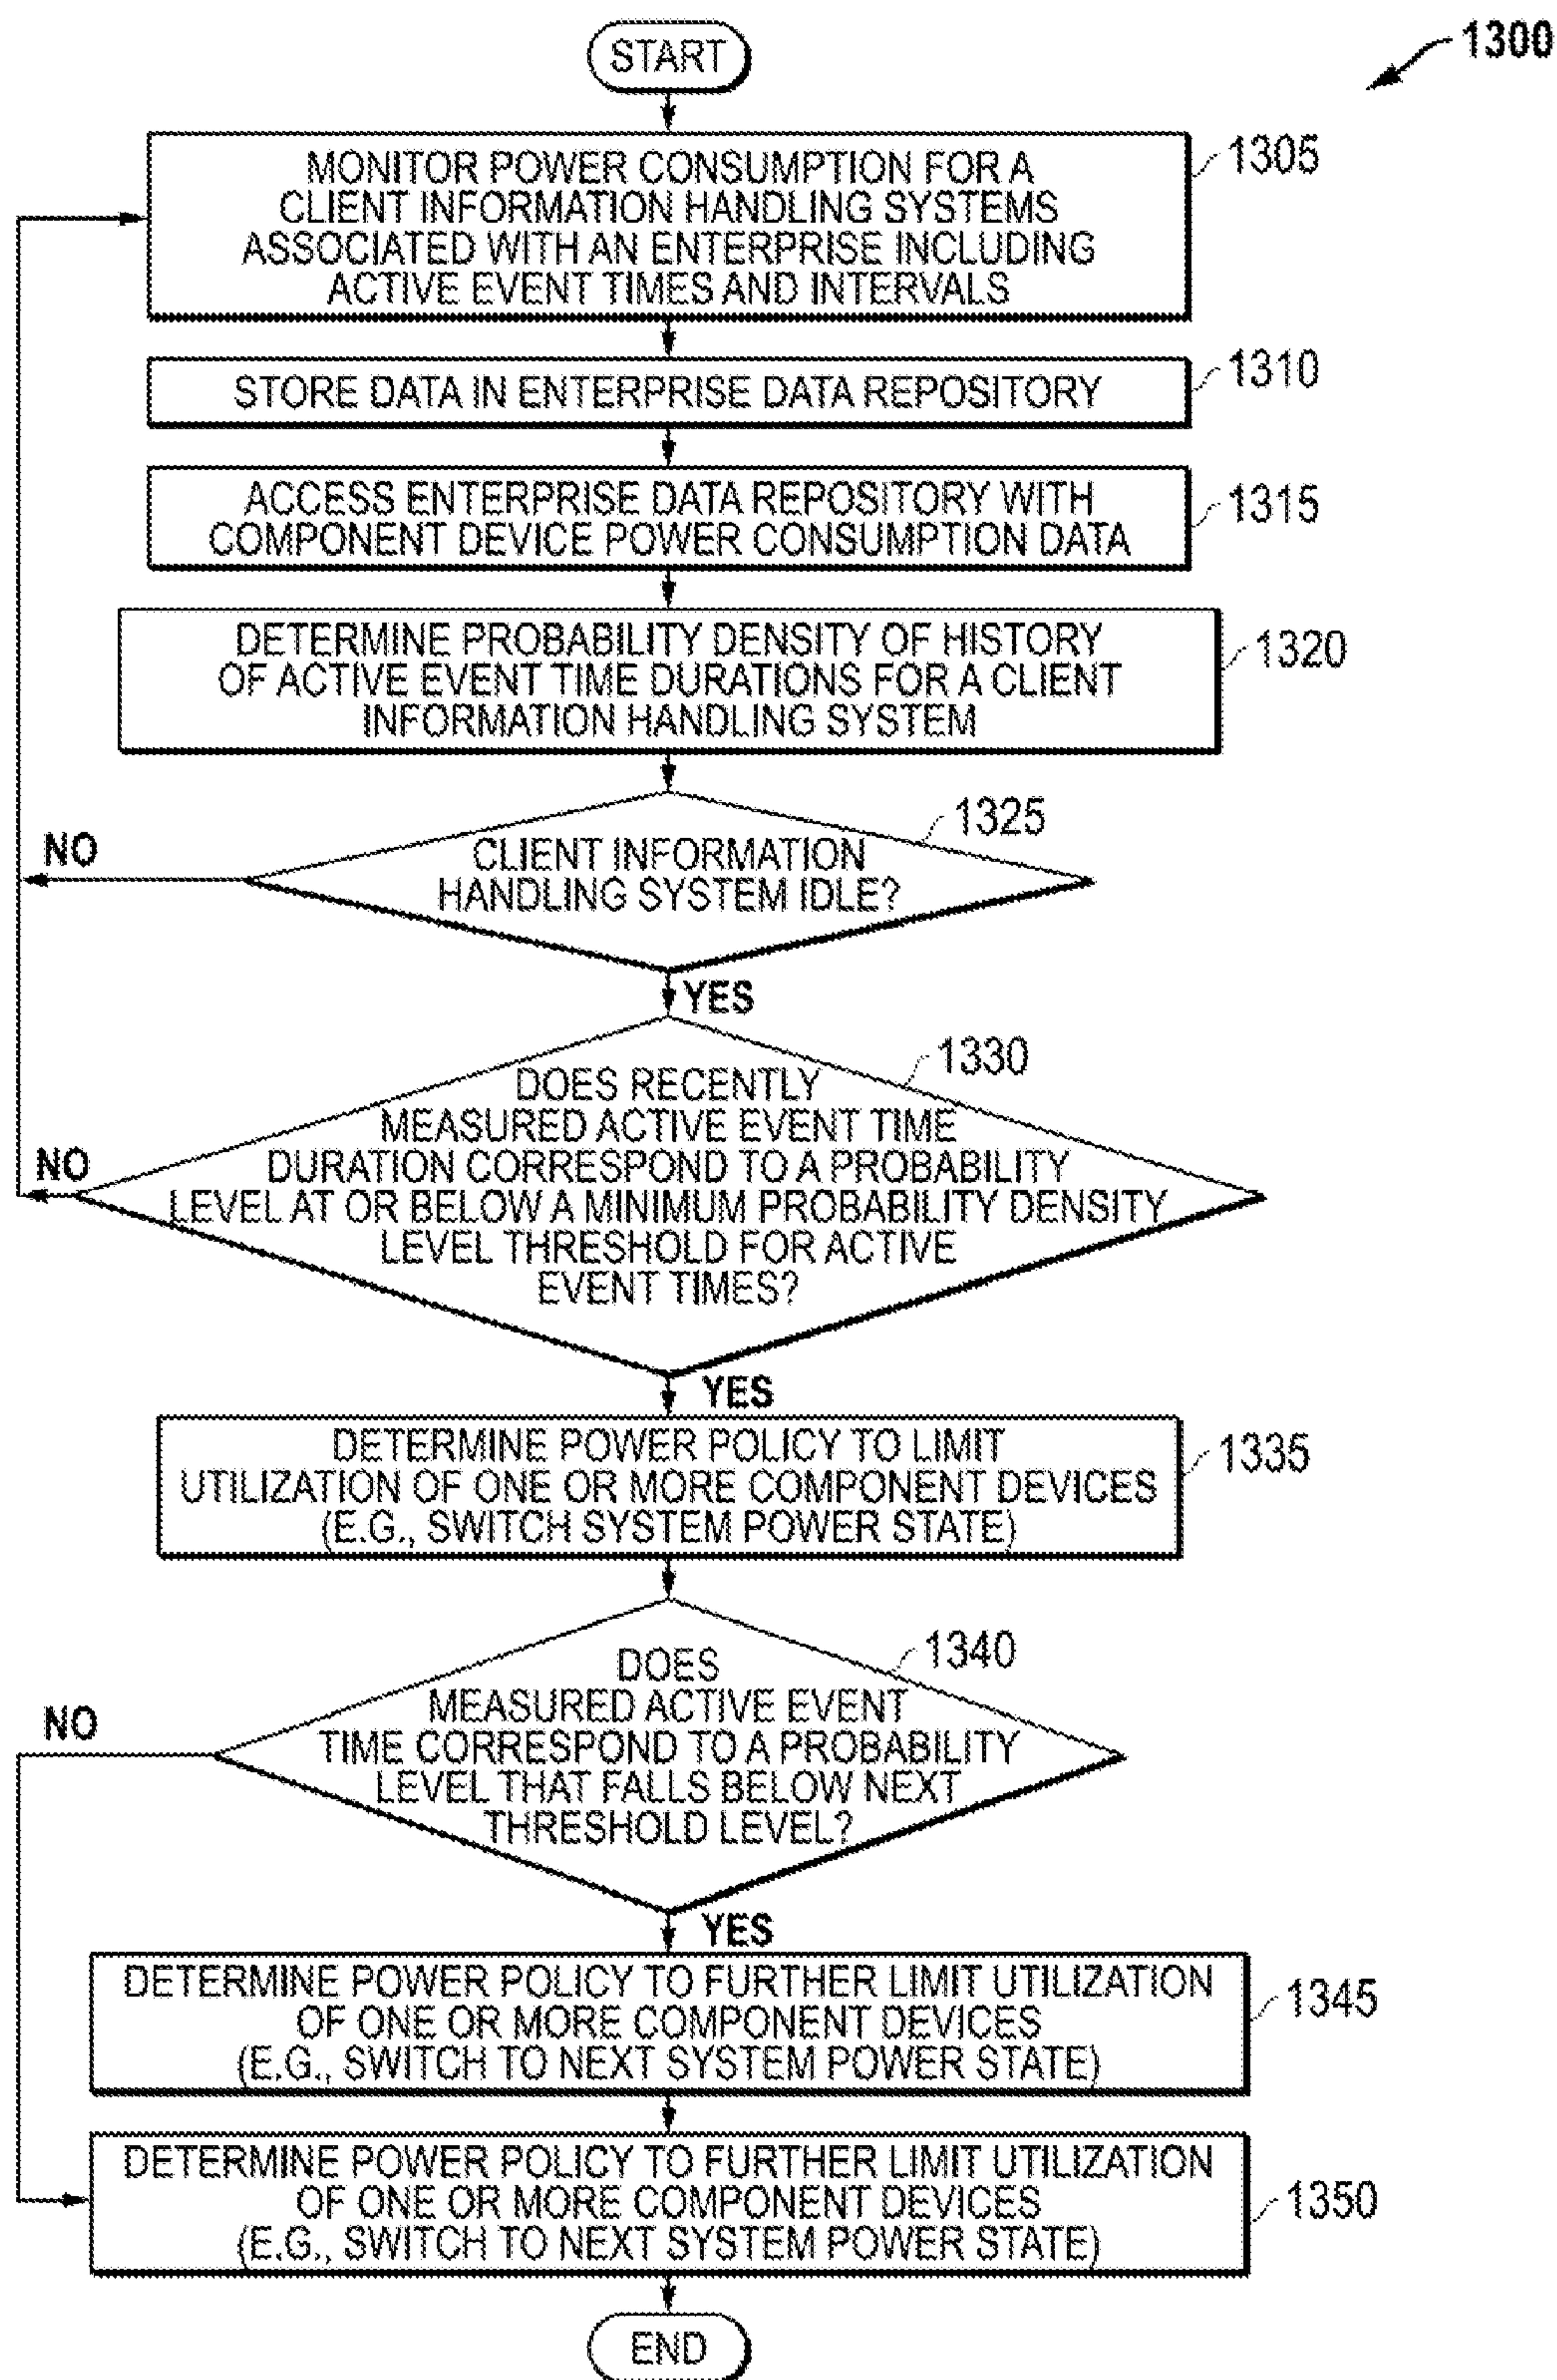 1300
START
MONITOR POWER CONSUMPTION FOR A
CLIENT INFORMATION HANDLING SYSTEMS
ASSOCIATED WITH AN ENTERPRISE INCLUDING
ACTIVE EVENT TIMES AND INTERVALS
1305
STORE DATA IN ENTERPRISE DATA REPOSITORY
1310
ACCESS ENTERPRISE DATA REPOSITORY WITH
COMPONENT DEVICE POWER CONSUMPTION DATA
1315
DETERMINE PROBABILITY DENSITY OF HISTORY
OF ACTIVE EVENT TIME DURATIONS FOR A CLIENT
INFORMATION HANDLING SYSTEM
1320
CLIENT INFORMATION
HANDLING SYSTEM IDLE?
1325
NO
YES
DOES RECENTLY
MEASURED ACTIVE EVENT TIME
DURATION CORRESPOND TO A PROBABILITY
LEVEL AT OR BELOW A MINIMUM PROBABILITY DENSITY
LEVEL THRESHOLD FOR ACTIVE
EVENT TIMES?
1330
NO
YES
DETERMINE POWER POLICY TO LIMIT
UTILIZATION OF ONE OR MORE COMPONENT DEVICES
(E.G., SWITCH SYSTEM POWER STATE)
1335
DOES
MEASURED ACTIVE EVENT
TIME CORRESPOND TO A PROBABILITY
LEVEL THAT FALLS BELOW NEXT
THRESHOLD LEVEL?
1340
NO
YES
DETERMINE POWER POLICY TO FURTHER LIMIT UTILIZATION
OF ONE OR MORE COMPONENT DEVICES
(E.G., SWITCH TO NEXT SYSTEM POWER STATE)
1345
DETERMINE POWER POLICY TO FURTHER LIMIT UTILIZATION
OF ONE OR MORE COMPONENT DEVICES
(E.G., SWITCH TO NEXT SYSTEM POWER STATE)
1350
END